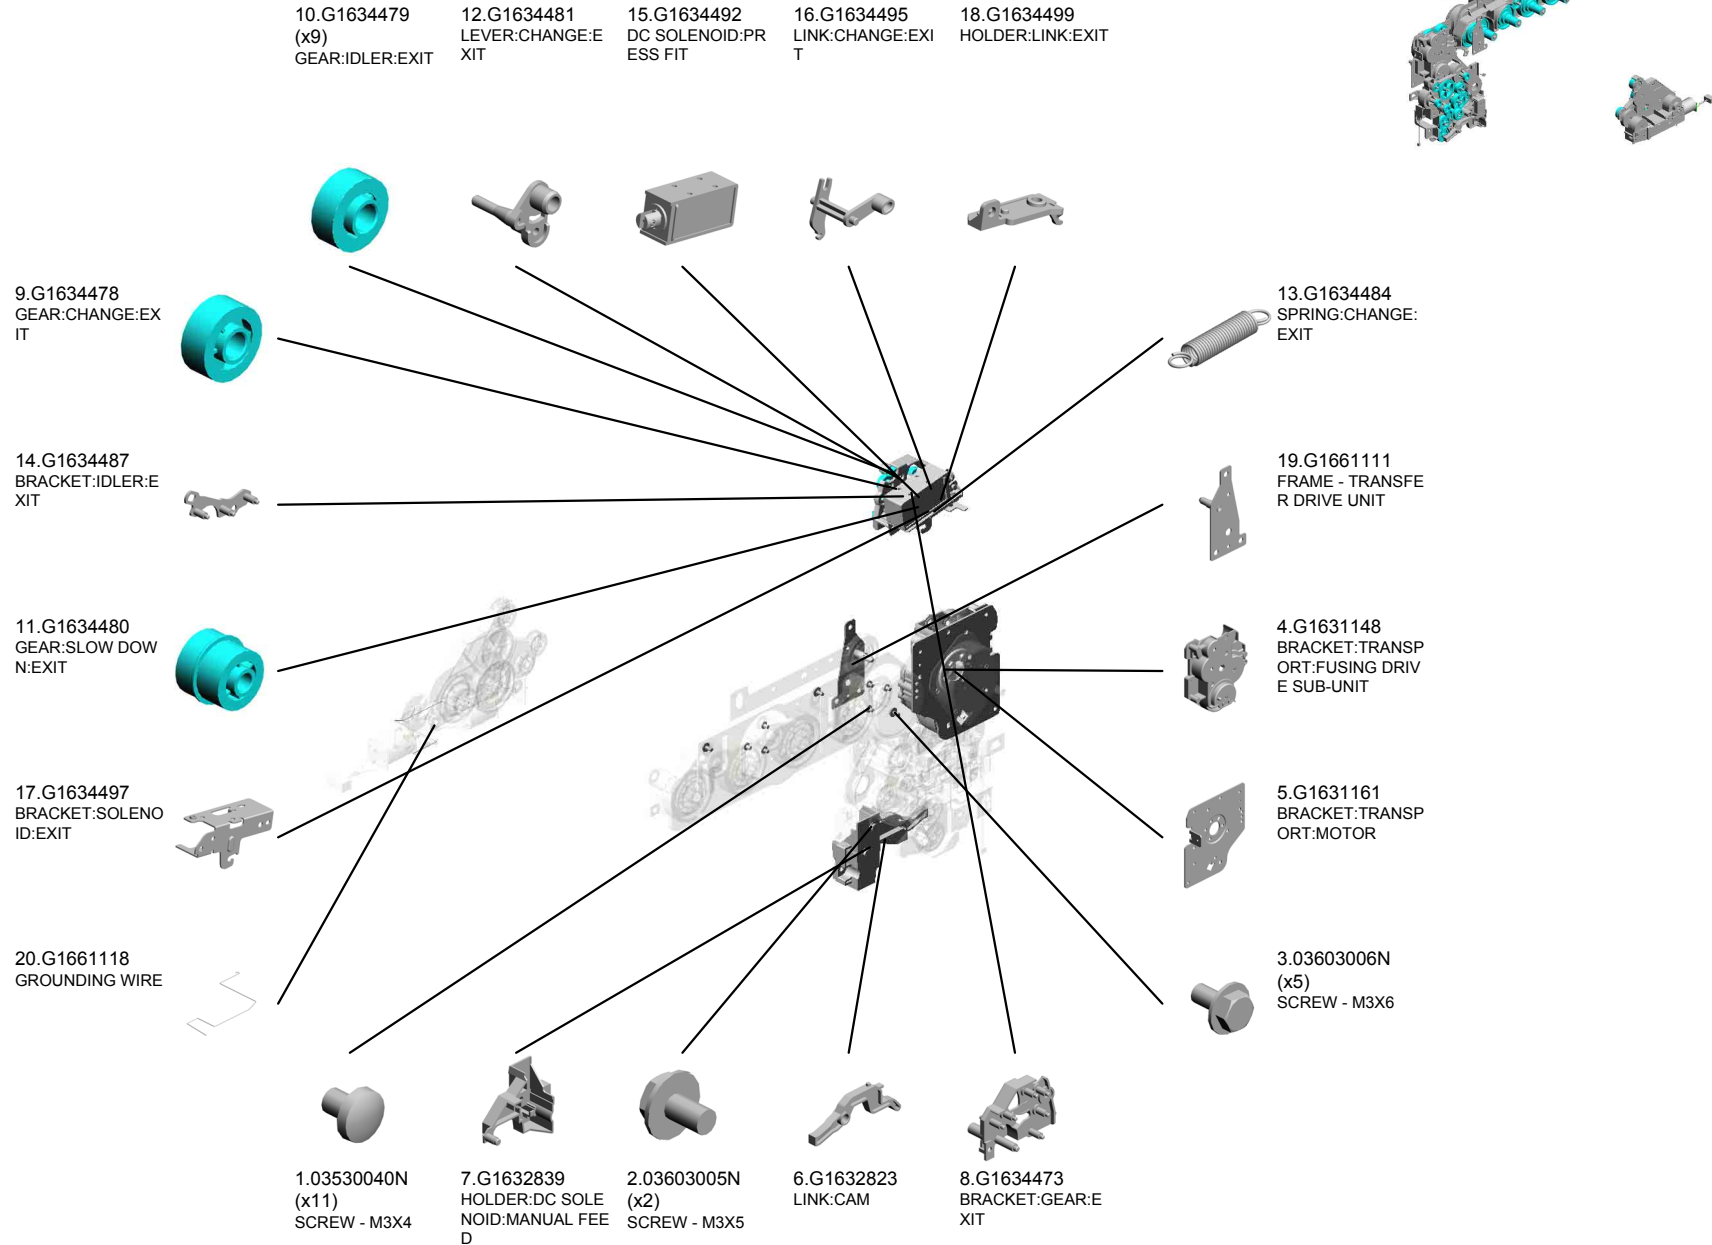 10.G1634479
(x9)
GEAR:IDLER:EXIT
12.G1634481
LEVER:CHANGE:E
XIT
15.G1634492
DC SOLENOID:PR
ESS FIT
16.G1634495
LINK:CHANGE:EXI
T
18.G1634499
HOLDER:LINK:EXIT
9.G1634478
GEAR:CHANGE:EX
IT
13.G1634484
SPRING:CHANGE:
EXIT
14.G1634487
BRACKET:IDLER:E
XIT
19.G1661111
FRAME - TRANSFE
R DRIVE UNIT
11.G1634480
GEAR:SLOW DOW
N:EXIT
4.G1631148
BRACKET:TRANSP
ORT:FUSING DRIV
E SUB-UNIT
17.G1634497
BRACKET:SOLENO
ID:EXIT
5.G1631161
BRACKET:TRANSP
ORT:MOTOR
20.G1661118
GROUNDING WIRE
3.03603006N
(x5)
SCREW - M3X6
1.03530040N
(x11)
SCREW - M3X4
7.G1632839
HOLDER:DC SOLE
NOID:MANUAL FEE
D
2.03603005N
(x2)
SCREW - M3X5
6.G1632823
LINK:CAM
8.G1634473
BRACKET:GEAR:E
XIT